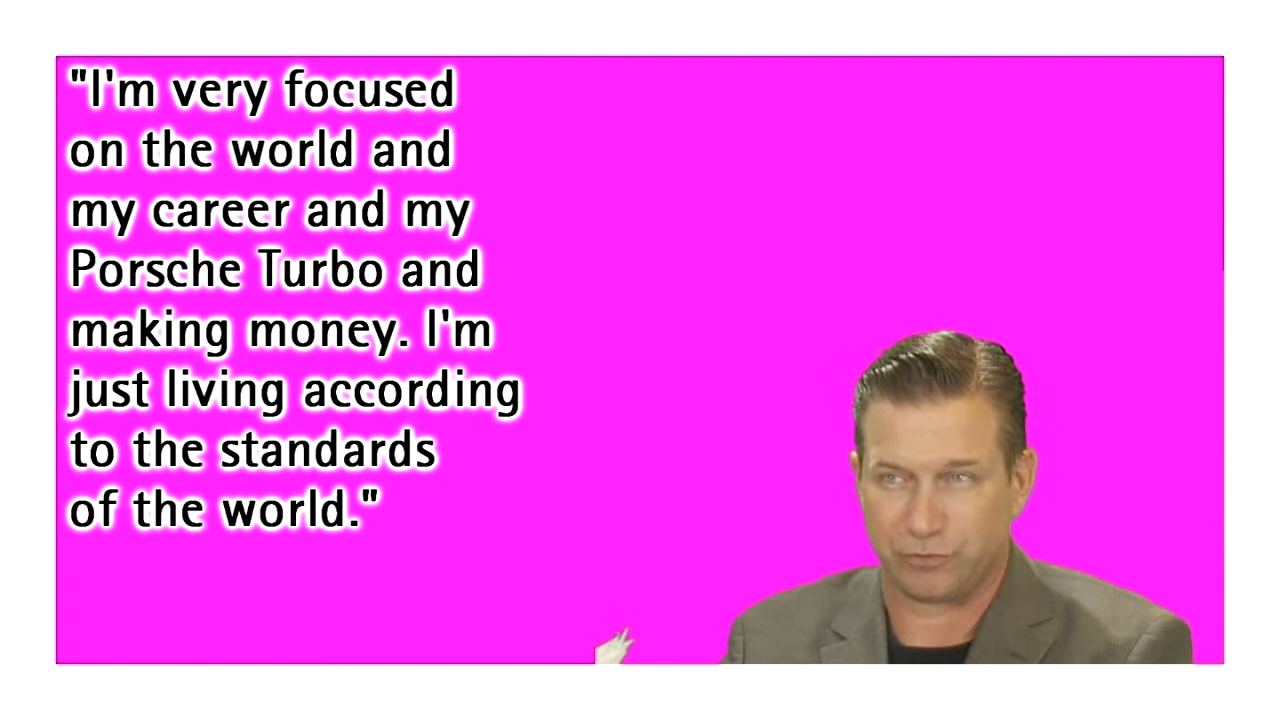 "I'm very focused
on the world and
my career and my
Porsche Turbo and
making money. I'm
just living according
to the standards
of the world."